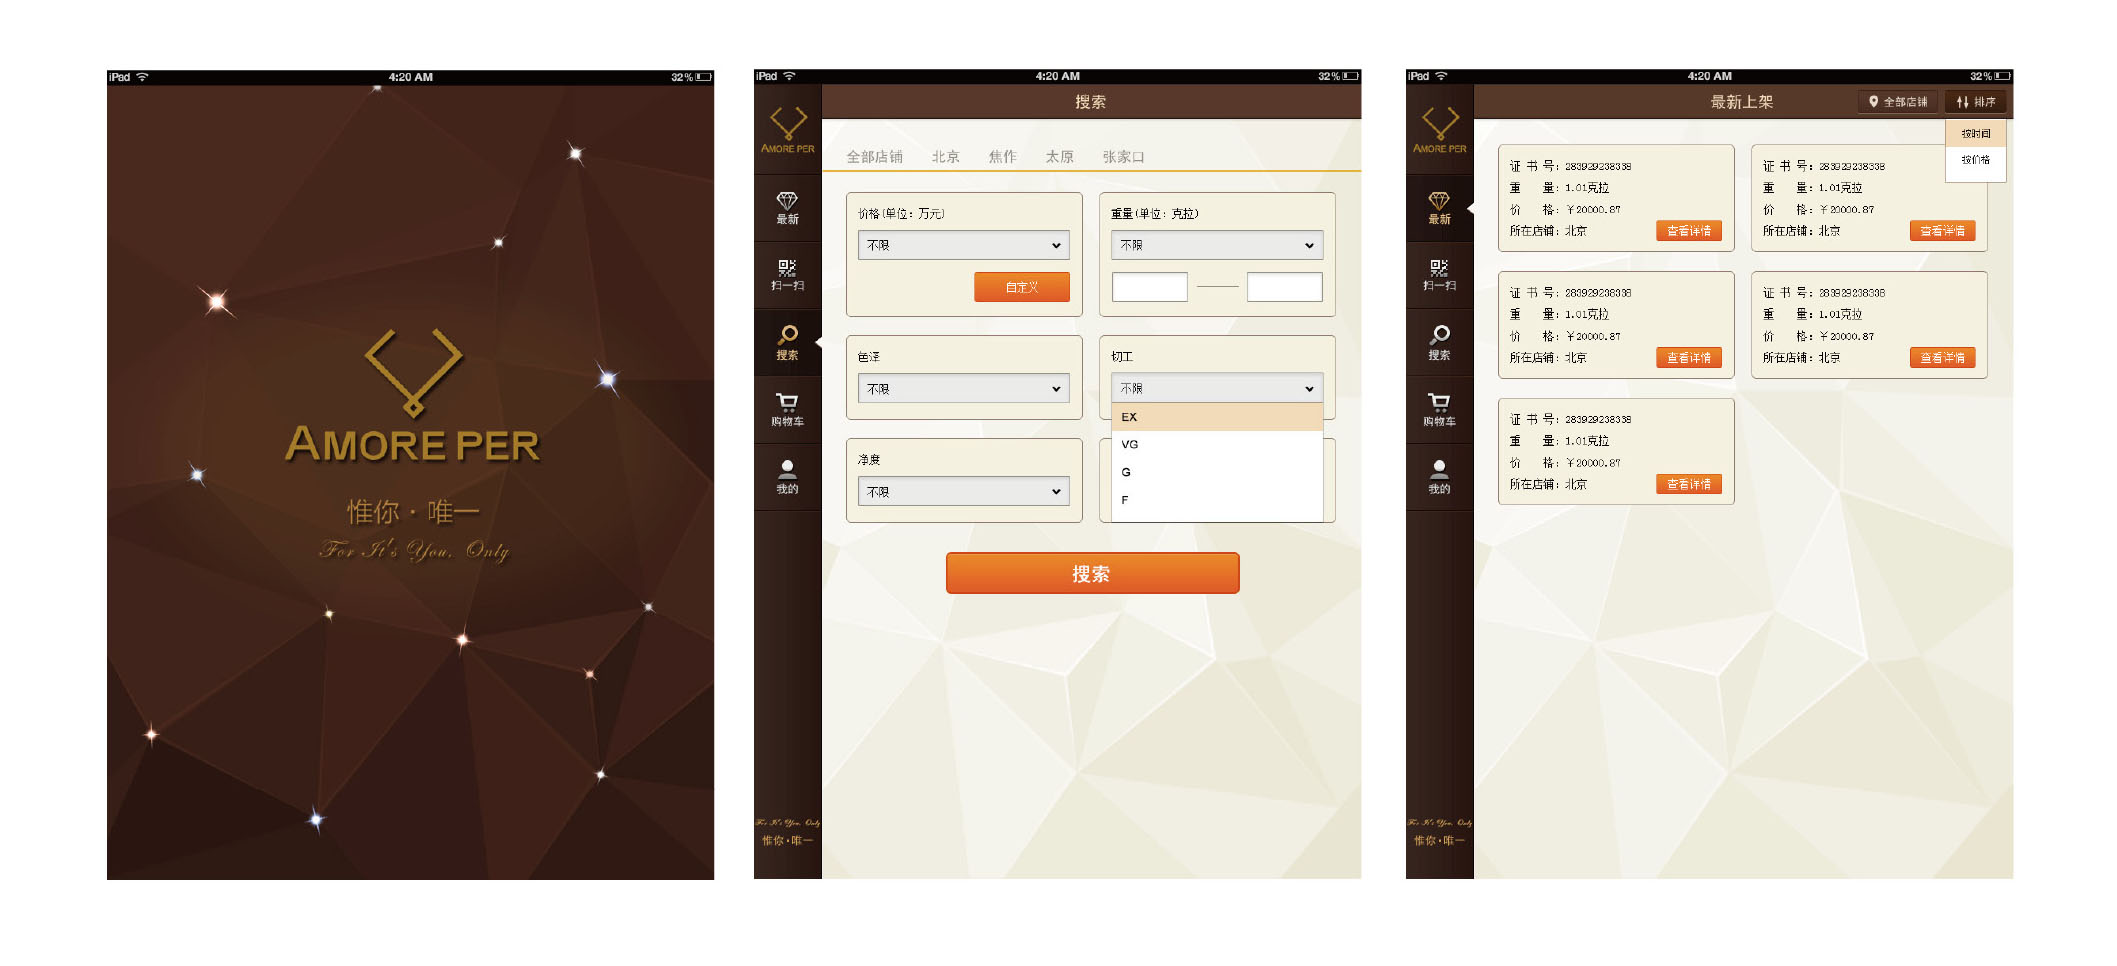 iPad 4:20 AM 32%
AMORE PER
惟你·唯一
For It's You, Only
iPad 4:20 AM 32%
搜索
AMORE PER
最新
扫一扫
搜索
购物车
我的
For It's You, Only
惟你·唯一
全部店铺 北京 焦作 太原 张家口
价格(单位：万元)
不限
自定义
重量(单位：克拉)
不限
色泽
不限
切工
不限
EX
VG
G
F
净度
不限
搜索
iPad 4:20 AM 32%
最新上架
全部店铺
排序
按时间
按价格
AMORE PER
最新
扫一扫
搜索
购物车
我的
For It's You, Only
惟你·唯一
证 书 号：283929238338
重 量：1.01克拉
价 格：￥20000.87
所在店铺：北京
查看详情
证 书 号：283929238338
重 量：1.01克拉
价 格：￥20000.87
所在店铺：北京
查看详情
证 书 号：283929238338
重 量：1.01克拉
价 格：￥20000.87
所在店铺：北京
查看详情
证 书 号：283929238338
重 量：1.01克拉
价 格：￥20000.87
所在店铺：北京
查看详情
证 书 号：283929238338
重 量：1.01克拉
价 格：￥20000.87
所在店铺：北京
查看详情